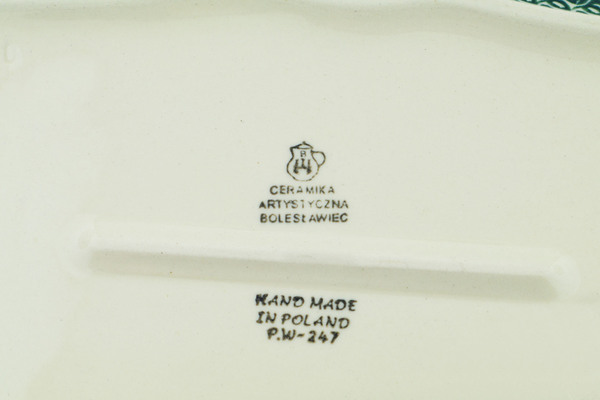 B
CERAMIKA
ARTYSTYCZNA
BOLESŁAWIEC
HAND MADE
IN POLAND
P.W-247